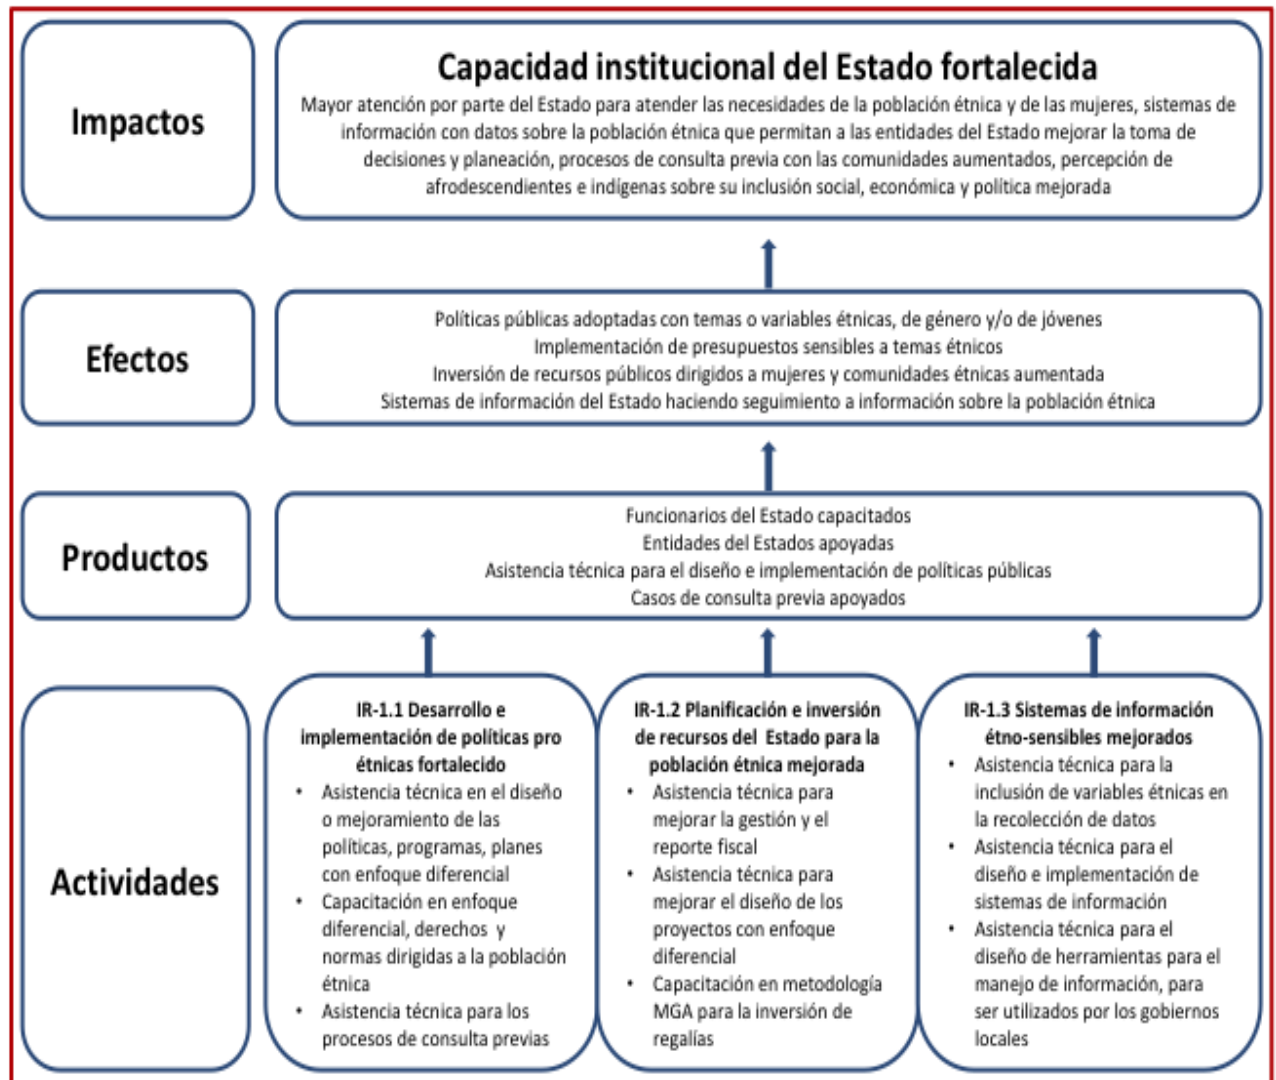 Impactos
Capacidad institucional del Estado fortalecida
Mayor atención por parte del Estado para atender las necesidades de la población étnica y de las mujeres, sistemas de
información con datos sobre la población étnica que permitan a las entidades del Estado mejorar la toma de
decisiones y planeación, procesos de consulta previa con las comunidades aumentados, percepción de
afrodescendientes e indígenas sobre su inclusión social, económica y política mejorada
Efectos
Políticas públicas adoptadas con temas o variables étnicas, de género y/o de jóvenes
Implementación de presupuestos sensibles a temas étnicos
Inversión de recursos públicos dirigidos a mujeres y comunidades étnicas aumentada
Sistemas de información del Estado haciendo seguimiento a información sobre la población étnica
Productos
Funcionarios del Estado capacitados
Entidades del Estados apoyadas
Asistencia técnica para el diseño e implementación de políticas públicas
Casos de consulta previa apoyados
Actividades
IR-1.1 Desarrollo e
implementación de políticas pro
étnicas fortalecido
• Asistencia técnica en el diseño
o mejoramiento de las
políticas, programas, planes
con enfoque diferencial
• Capacitación en enfoque
diferencial, derechos y
normas dirigidas a la población
étnica
• Asistencia técnica para los
procesos de consulta previas
IR-1.2 Planificación e inversión
de recursos del Estado para la
población étnica mejorada
• Asistencia técnica para
mejorar la gestión y el
reporte fiscal
• Asistencia técnica para
mejorar el diseño de los
proyectos con enfoque
diferencial
• Capacitación en metodología
MGA para la inversión de
regalías
IR-1.3 Sistemas de información
étno-sensibles mejorados
• Asistencia técnica para la
inclusión de variables étnicas en
la recolección de datos
• Asistencia técnica para el
diseño e implementación de
sistemas de información
• Asistencia técnica para el
diseño de herramientas para el
manejo de información, para
ser utilizados por los gobiernos
locales